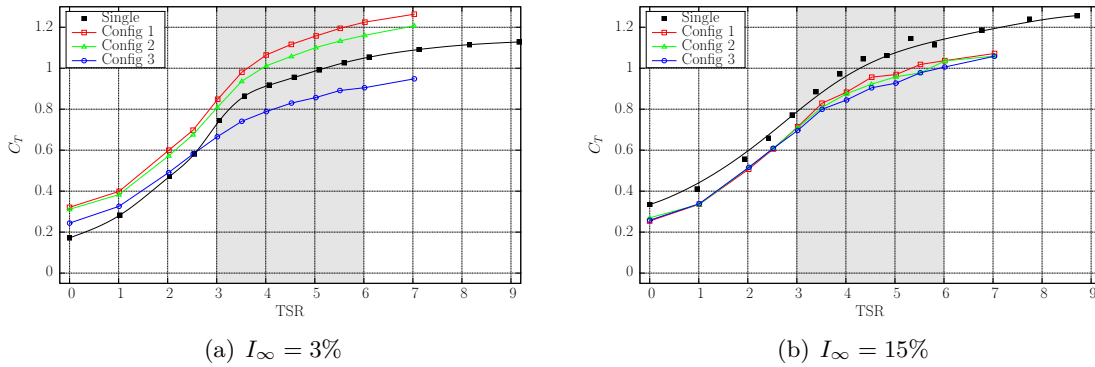 Single
Config 1
Config 2
Config 3
C_T
1.2
1
0.8
0.6
0.4
0.2
0
0 1 2 3 4 5 6 7 8 9
TSR
(a) I∞ = 3%
Single
Config 1
Config 2
Config 3
C_T
1.2
1
0.8
0.6
0.4
0.2
0
0 1 2 3 4 5 6 7 8 9
TSR
(b) I∞ = 15%